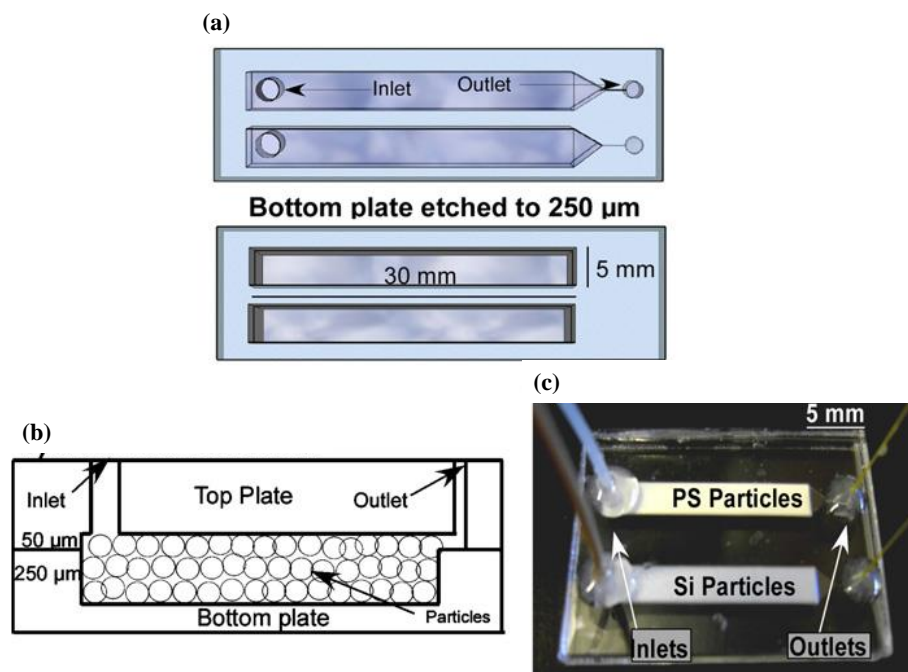 (a)
Inlet
Outlet
Bottom plate etched to 250 µm
30 mm
5 mm
(b)
Inlet
Top Plate
Outlet
50 µm
250 µm
Bottom plate
Particles
(c)
5 mm
PS Particles
Si Particles
Inlets
Outlets